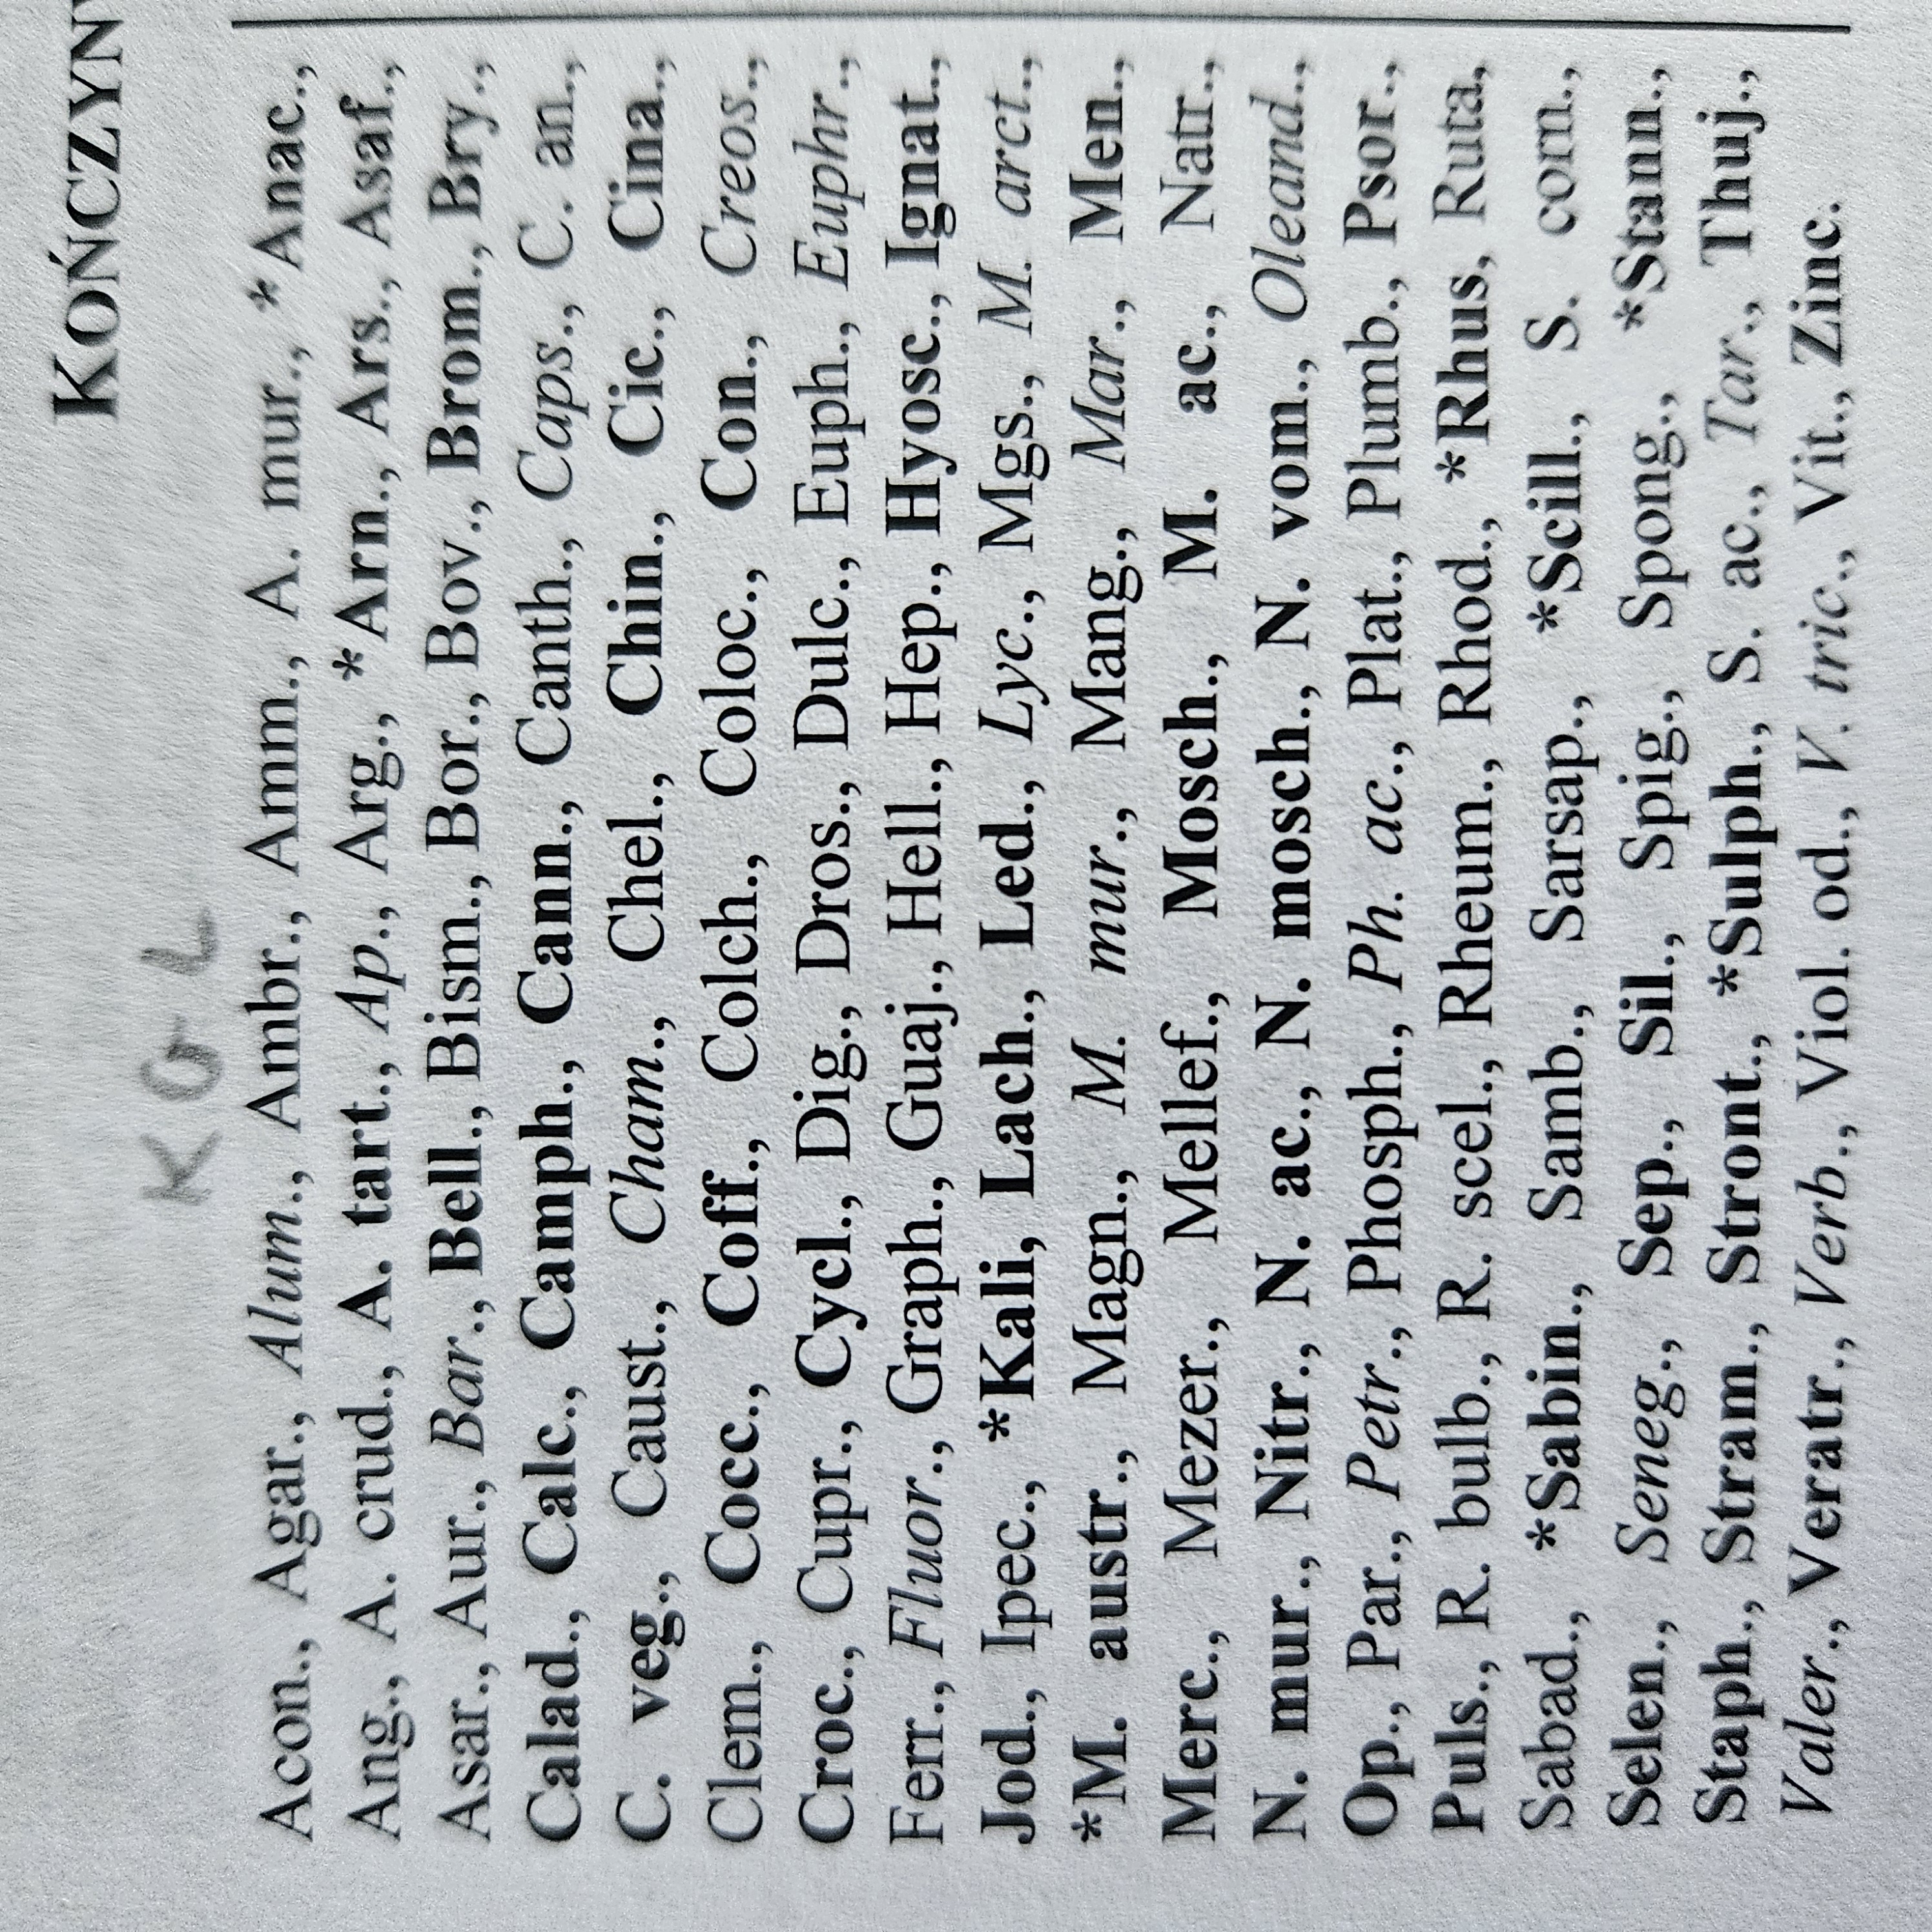 KOŃCZYNY
K G L
Acon., Agar., Alum., Ambr., Amm., A. mur., *Anac.,
Ang., A. crud., A. tart., Ap., Arg., *Arn., Ars., Asaf.,
Asar., Aur., Bar., Bell., Bism., Bor., Bov., Brom., Bry.,
Calad., Calc., Camph., Cann., Canth., Caps., C. an.,
C. veg., Caust., Cham., Chel., Chin., Cic., Cina.,
Clem., Cocc., Coff., Colch., Coloc., Con., Creos.,
Croc., Cupr., Cycl., Dig., Dros., Dulc., Euph., Euphr.,
Ferr., Fluor., Graph., Guaj., Hell., Hep., Hyosc., Ignat.,
Jod., Ipec., *Kali, Lach., Led., Lyc., Mgs., M. arct.,
*M. austr., Magn., M. mur., Mang., Mar., Men.,
Merc., Mezer., Mellef., Mosch., M. ac., Natr.,
N. mur., Nitr., N. ac., N. mosch., N. vom., Oleand.,
Op., Par., Petr., Phosph., Ph. ac., Plat., Plumb., Psor.,
Puls., R. bulb., R. scel., Rheum., Rhod., *Rhus, Ruta,
Sabad., *Sabin., Samb., Sarsap., *Scill., S. corn.,
Selen., Seneg., Sep., Sil., Spig., Spong., *Stann.,
Staph., Stram., Stront., *Sulph., S. ac., Tar., Thuj.,
Valer., Veratr., Verb., Viol. od., V. tric., Vit., Zinc.